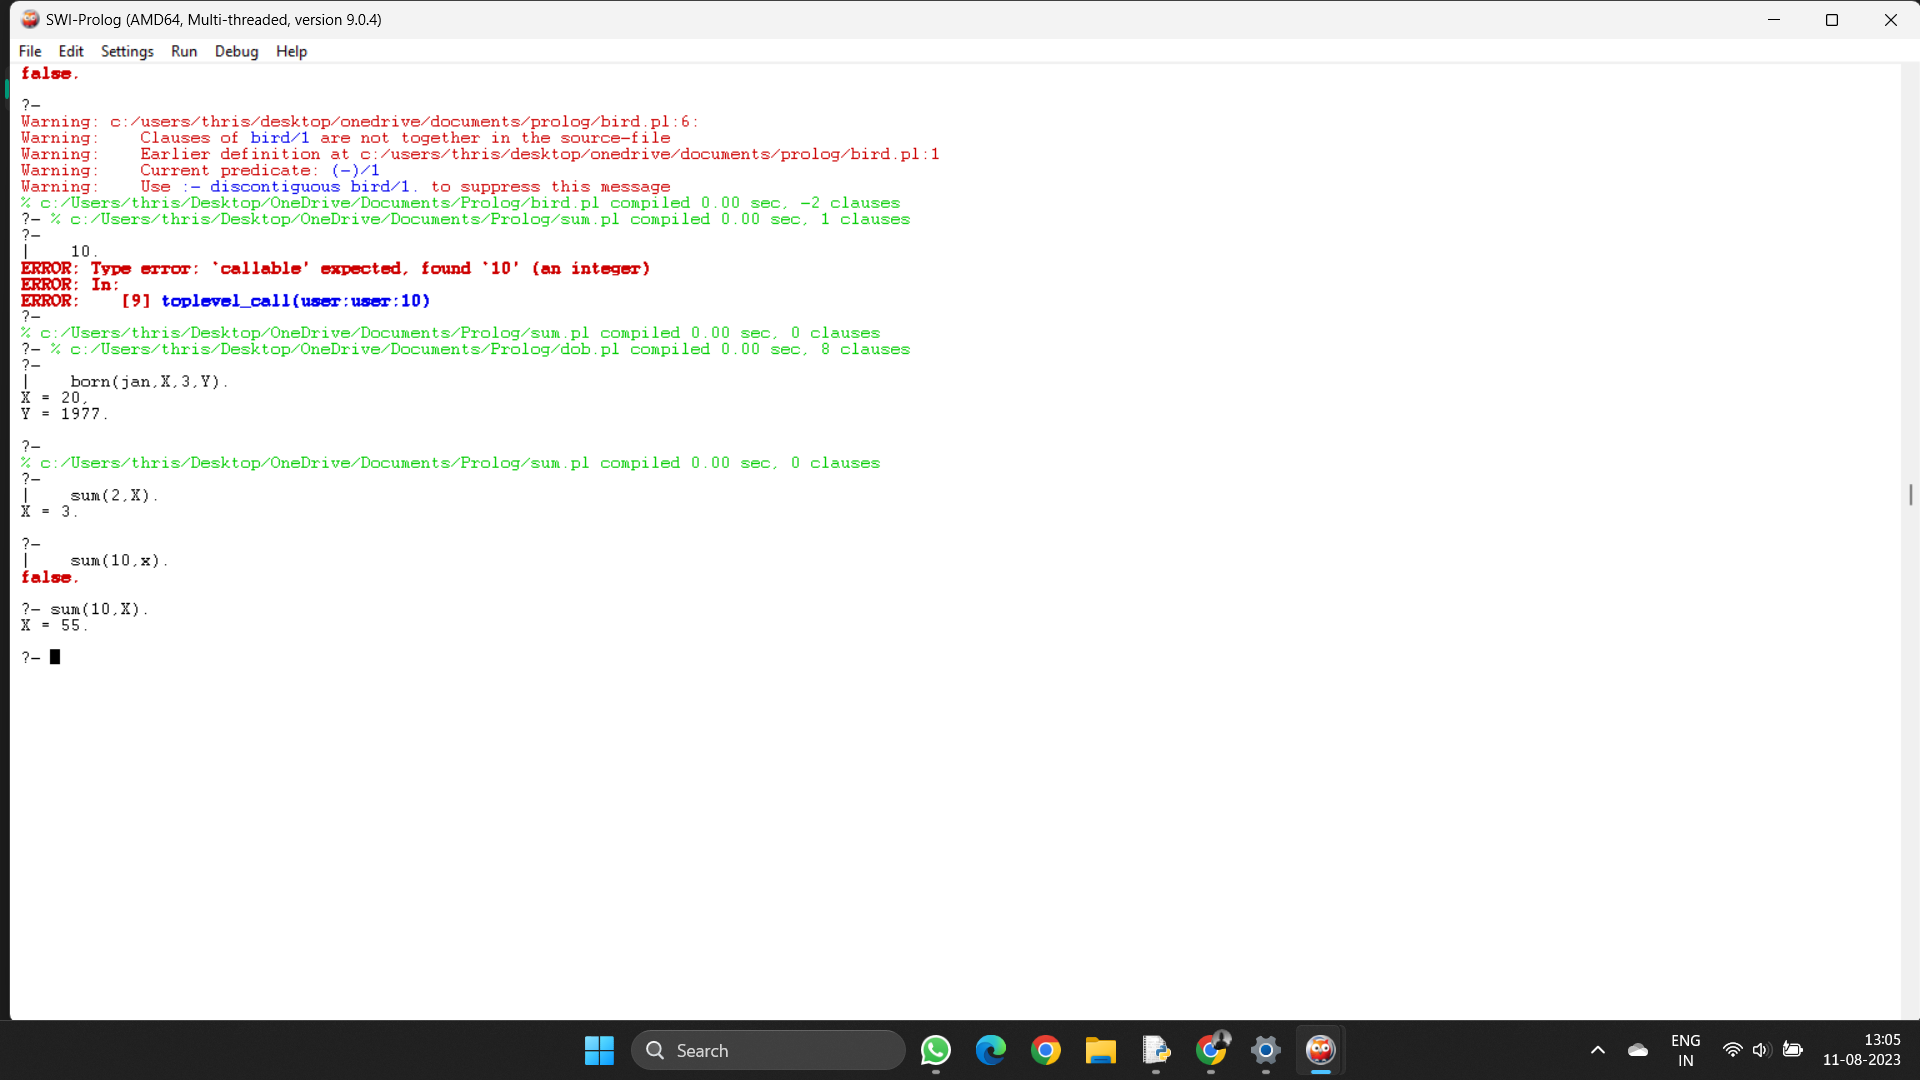 SWI-Prolog (AMD64, Multi-threaded, version 9.0.4)
File Edit Settings Run Debug Help
false.
?-
Warning: c:/users/thris/desktop/onedrive/documents/prolog/bird.pl:6:
Warning:    Clauses of bird/1 are not together in the source-file
Warning:    Earlier definition at c:/users/thris/desktop/onedrive/documents/prolog/bird.pl:1
Warning:    Current predicate: (-)/1
Warning:    Use :- discontiguous bird/1. to suppress this message
% c:/Users/thris/Desktop/OneDrive/Documents/Prolog/bird.pl compiled 0.00 sec, -2 clauses
?- % c:/Users/thris/Desktop/OneDrive/Documents/Prolog/sum.pl compiled 0.00 sec, 1 clauses
?-
|    10.
ERROR: Type error: `callable' expected, found `10' (an integer)
ERROR: In:
ERROR:    [9] toplevel_call(user:user:10)
?-
% c:/Users/thris/Desktop/OneDrive/Documents/Prolog/sum.pl compiled 0.00 sec, 0 clauses
?- % c:/Users/thris/Desktop/OneDrive/Documents/Prolog/dob.pl compiled 0.00 sec, 8 clauses
?-
|    born(jan,X,3,Y).
X = 20,
Y = 1977.
?-
% c:/Users/thris/Desktop/OneDrive/Documents/Prolog/sum.pl compiled 0.00 sec, 0 clauses
?-
|    sum(2,X).
X = 3.
?-
|    sum(10,x).
false.
?- sum(10,X).
X = 55.
?-
Search
ENG
IN
13:05
11-08-2023